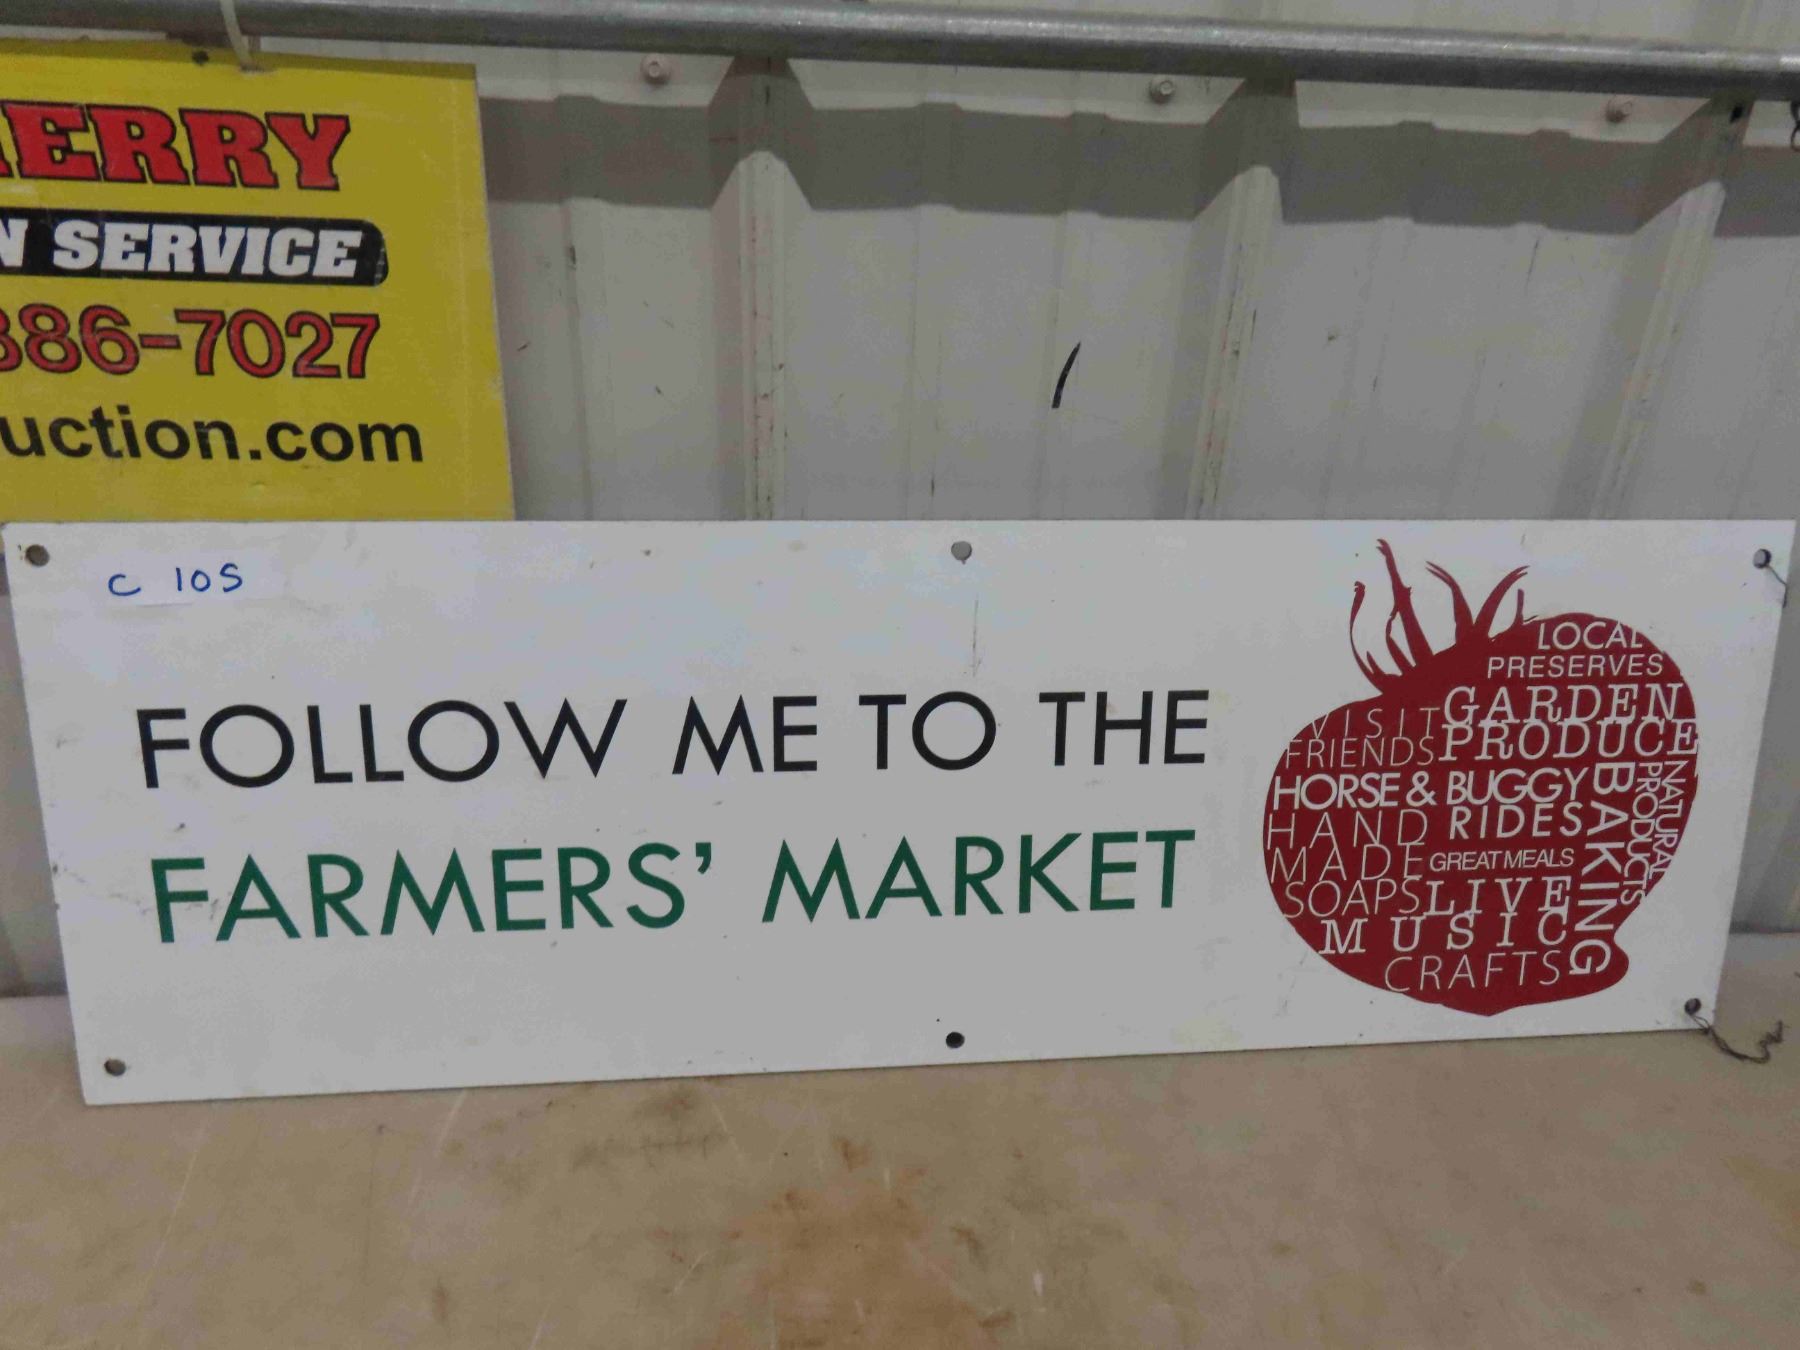 ERRY
N SERVICE
886-7027
uction.com
C 105
FOLLOW ME TO THE
FARMERS' MARKET
LOCAL
PRESERVES
GARDEN
PRODUCE
VISIT
FRIENDS
HORSE & BUGGY
RIDES
HAND
MADE
SOAPS
GREAT MEALS
LIVE
MUSIC
CRAFTS
BAKING
NATURAL
PRODUCTS